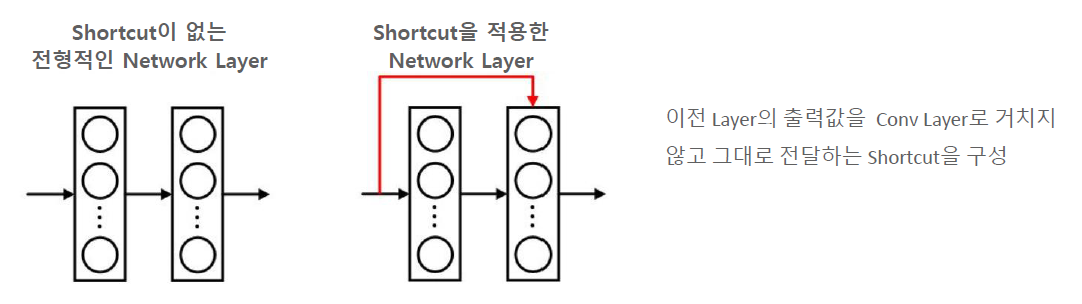 Shortcut이 없는
전형적인 Network Layer
Shortcut을 적용한
Network Layer
이전 Layer의 출력값을 Conv Layer로 거치지
않고 그대로 전달하는 Shortcut을 구성